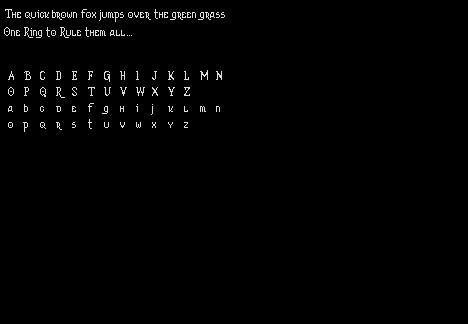 The quick brown fox jumps over the green grass
One Ring to Rule them all...
A B C D E F G H I J K L M N
O P Q R S T U V W X Y Z
a b c d e f g h i j k l m n
o p q r s t u v w x y z